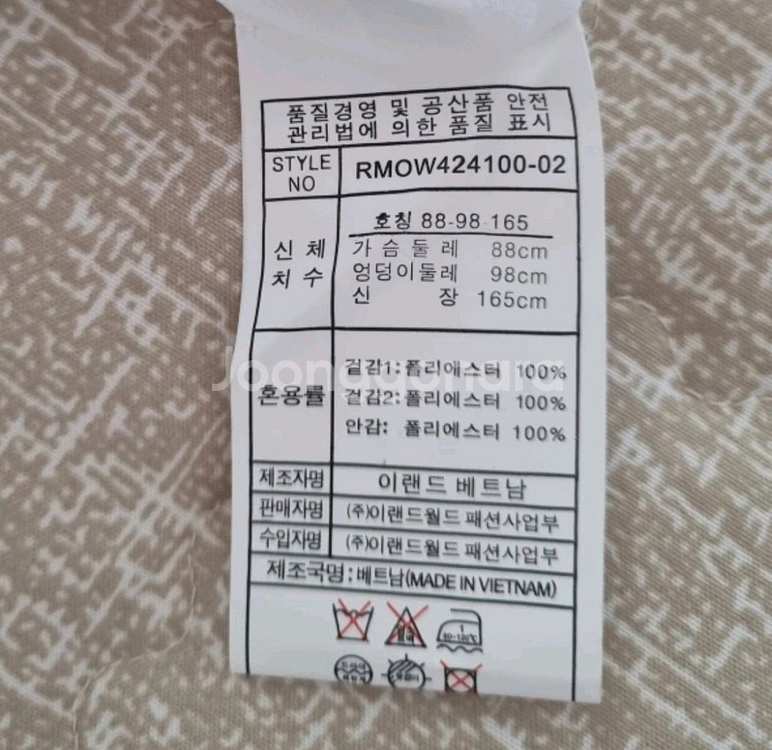 품질경영 및 공산품 안전
관리법에 의한 품질 표시
STYLE NO RMOW424100-02
호칭 88-98-165
신체 치수
가슴둘레 88cm
엉덩이둘레 98cm
신장 165cm
Joonggonara
혼용률
겉감1: 폴리에스터 100%
겉감2: 폴리에스터 100%
안감: 폴리에스터 100%
제조자명 이랜드 베트남
판매자명 (주)이랜드월드 패션사업부
수입자명 (주)이랜드월드 패션사업부
제조국명: 베트남(MADE IN VIETNAM)